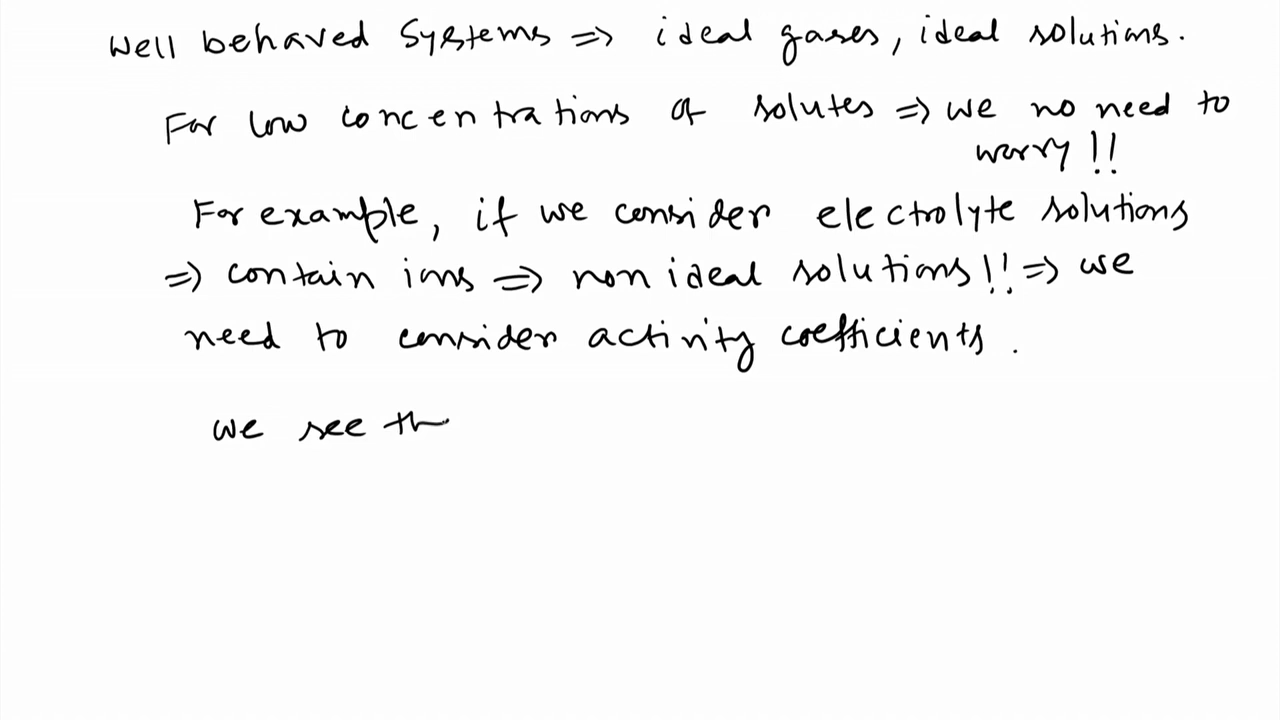 Well behaved Systems => ideal gases, ideal solutions.
For low concentrations of solutes => we no need to
worry!!
For example, if we consider electrolyte solutions
=> contain ions => non ideal solutions!! => we
need to consider activity coefficients.
we see th